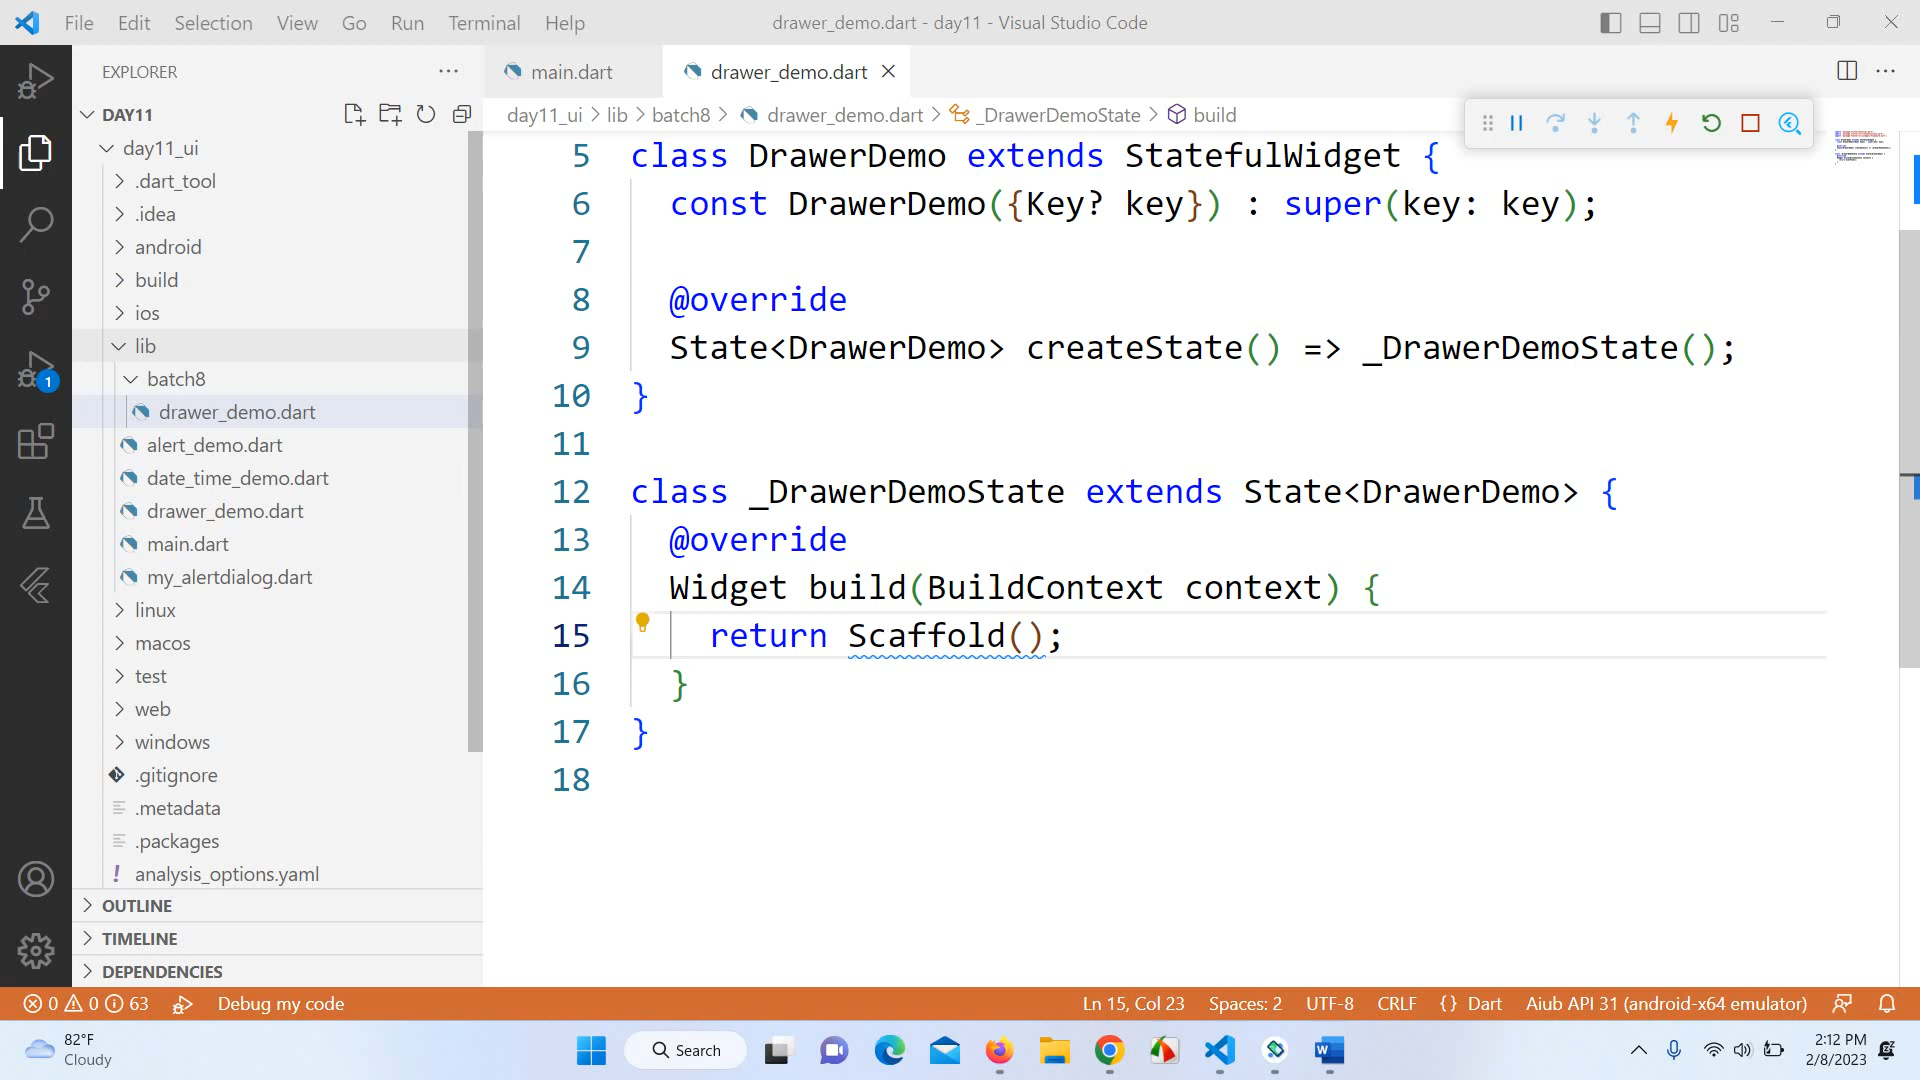 File Edit Selection View Go Run Terminal Help
drawer_demo.dart - day11 - Visual Studio Code
EXPLORER
DAY11
day11_ui
.dart_tool
.idea
android
build
ios
lib
batch8
drawer_demo.dart
alert_demo.dart
date_time_demo.dart
drawer_demo.dart
main.dart
my_alertdialog.dart
linux
macos
test
web
windows
.gitignore
.metadata
.packages
! analysis_options.yaml
OUTLINE
TIMELINE
DEPENDENCIES
1
main.dart
drawer_demo.dart
day11_ui > lib > batch8 > drawer_demo.dart > _DrawerDemoState > build
5 class DrawerDemo extends StatefulWidget {
6 const DrawerDemo({Key? key}) : super(key: key);
7
8 @override
9 State<DrawerDemo> createState() => _DrawerDemoState();
10 }
11
12 class _DrawerDemoState extends State<DrawerDemo> {
13 @override
14 Widget build(BuildContext context) {
15 return Scaffold();
16 }
17 }
18
0 0 63 Debug my code
Ln 15, Col 23 Spaces: 2 UTF-8 CRLF {} Dart Aiub API 31 (android-x64 emulator)
82°F
Cloudy
Search
2:12 PM
2/8/2023